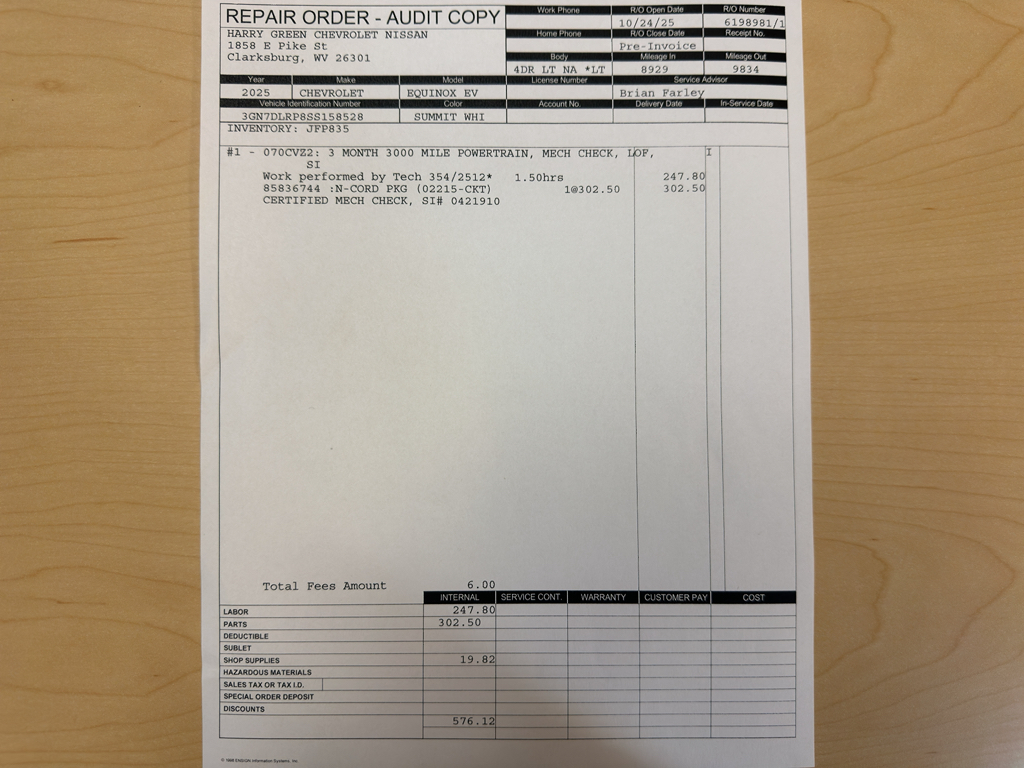 REPAIR ORDER - AUDIT COPY
Work Phone R/O Open Date R/O Number
10/24/25 6198981/1
HARRY GREEN CHEVROLET NISSAN
Home Phone R/O Close Date Receipt No.
1858 E Pike St
Pre-Invoice
Clarksburg, WV 26301
Body Mileage In Mileage Out
4DR LT NA *LT 8929 9834
Year Make Model License Number Service Advisor
2025 CHEVROLET EQUINOX EV Brian Farley
Vehicle Identification Number Color Account No. Delivery Date In-Service Date
3GN7DLRP8SS158528 SUMMIT WHI
INVENTORY: JFP835
#1 - 070CVZ2: 3 MONTH 3000 MILE POWERTRAIN, MECH CHECK, LOF, I
SI
Work performed by Tech 354/2512* 1.50hrs 247.80
85836744 :N-CORD PKG (02215-CKT) 1@302.50 302.50
CERTIFIED MECH CHECK, SI# 0421910
Total Fees Amount 6.00
INTERNAL SERVICE CONT. WARRANTY CUSTOMER PAY COST
LABOR 247.80
PARTS 302.50
DEDUCTIBLE
SUBLET
SHOP SUPPLIES 19.82
HAZARDOUS MATERIALS
SALES TAX OR TAX I.D.
SPECIAL ORDER DEPOSIT
DISCOUNTS
576.12
Information Systems, Inc.